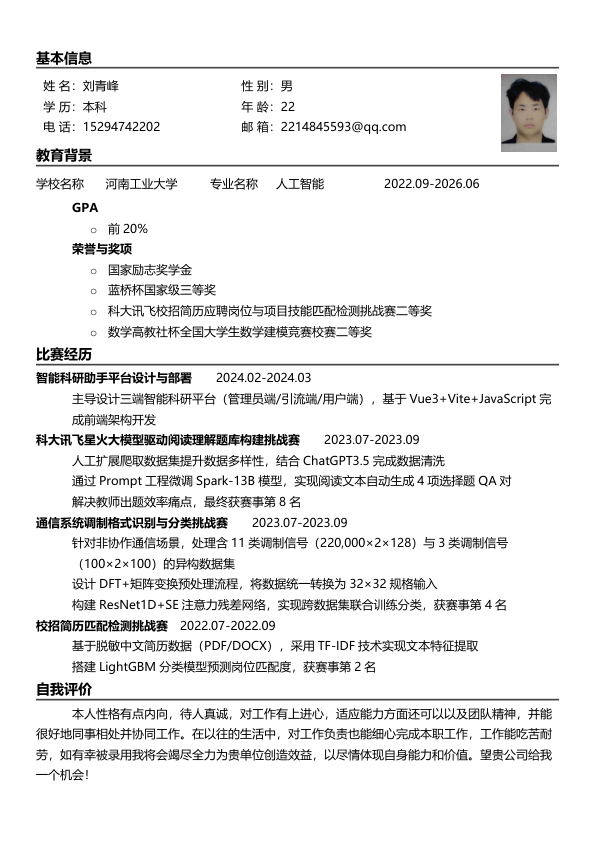 基本信息
姓 名：刘青峰 性 别：男
学 历：本科 年 龄：22
电 话：15294742202 邮 箱：2214845593@qq.com
教育背景
学校名称 河南工业大学 专业名称 人工智能 2022.09-2026.06
GPA
○ 前 20%
荣誉与奖项
○ 国家励志奖学金
○ 蓝桥杯国家级三等奖
○ 科大讯飞校招简历应聘岗位与项目技能匹配检测挑战赛二等奖
○ 数学高教社杯全国大学生数学建模竞赛校赛二等奖
比赛经历
智能科研助手平台设计与部署 2024.02-2024.03
主导设计三端智能科研平台（管理员端/引流端/用户端），基于 Vue3+Vite+JavaScript 完
成前端架构开发
科大讯飞星火大模型驱动阅读理解题库构建挑战赛 2023.07-2023.09
人工扩展爬取数据集提升数据多样性，结合 ChatGPT3.5 完成数据清洗
通过 Prompt 工程微调 Spark-13B 模型，实现阅读文本自动生成 4 项选择题 QA 对
解决教师出题效率痛点，最终获赛事第 8 名
通信系统调制格式识别与分类挑战赛 2023.07-2023.09
针对非协作通信场景，处理含 11 类调制信号（220,000×2×128）与 3 类调制信号
（100×2×100）的异构数据集
设计 DFT+矩阵变换预处理流程，将数据统一转换为 32×32 规格输入
构建 ResNet1D+SE 注意力残差网络，实现跨数据集联合训练分类，获赛事第 4 名
校招简历匹配检测挑战赛 2022.07-2022.09
基于脱敏中文简历数据（PDF/DOCX），采用 TF-IDF 技术实现文本特征提取
搭建 LightGBM 分类模型预测岗位匹配度，获赛事第 2 名
自我评价
本人性格有点内向，待人真诚，对工作有上进心，适应能力方面还可以以及团队精神，并能
很好地同事相处并协同工作。在以往的生活中，对工作负责也能细心完成本职工作，工作能吃苦耐
劳，如有幸被录用我将会竭尽全力为贵单位创造效益，以尽情体现自身能力和价值。望贵公司给我
一个机会！